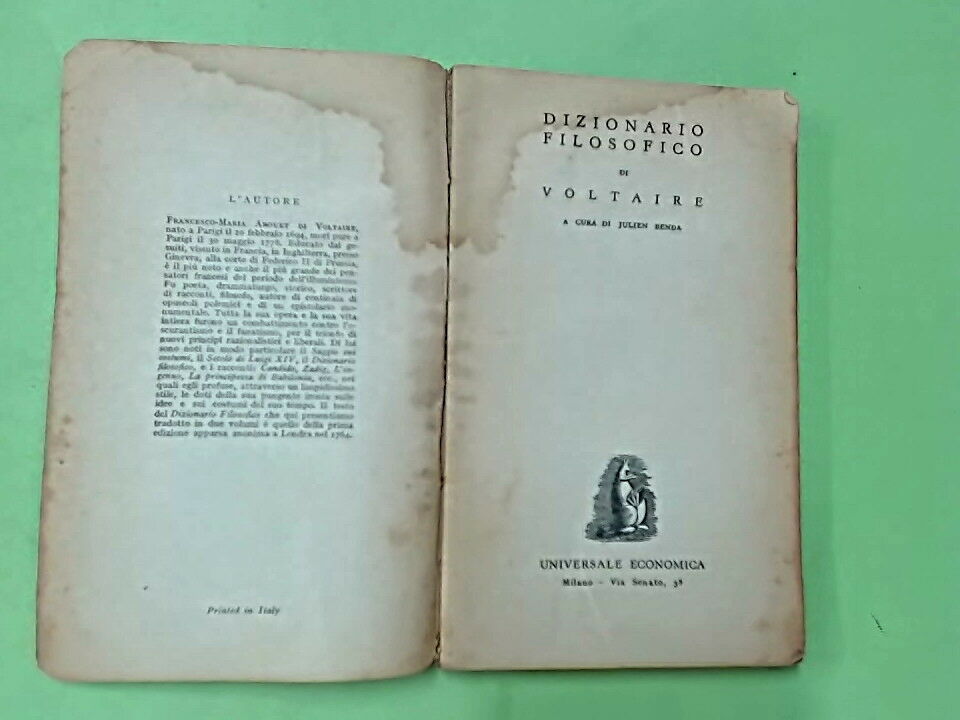 L'AUTORE
FRANCESCO-MARIA AROUET DI VOLTAIRE,
nato a Parigi il 20 febbraio 1694, morì pure a
Parigi il 30 maggio 1778. Educato dai ge-
suiti, vissuto in Francia, in Inghilterra, presso
Ginevra, alla corte di Federico II di Prussia,
è il più noto e anche il più grande dei pen-
satori francesi del periodo dell'illuminismo.
Fu poeta, drammaturgo, storico, scrittore
di racconti, filosofo, autore di centinaia di
opuscoli polemici e di un epistolario mo-
numentale. Tutta la sua opera e la sua vita
intiera furono un combattimento contro l'o-
scurantismo e il fanatismo, per il trionfo di
nuovi principi razionalistici e liberali. Di lui
sono noti in modo particolare il Saggio sui
costumi, il Secolo di Luigi XIV, il Dizionario
filosofico, e i racconti: Candido, Zadig, L'in-
genuo, La principessa di Babilonia, ecc., nei
quali egli profuse, attraverso un limpidissimo
stile, le doti della sua pungente ironia sulle
idee e sui costumi del suo tempo. Il testo
del Dizionario Filosofico che qui presentiamo
tradotto in due volumi è quello della prima
edizione apparsa anonima a Londra nel 1764.
Printed in Italy
DIZIONARIO
FILOSOFICO
DI
VOLTAIRE
A CURA DI JULIEN BENDA
UNIVERSALE ECONOMICA
Milano - Via Senato, 38